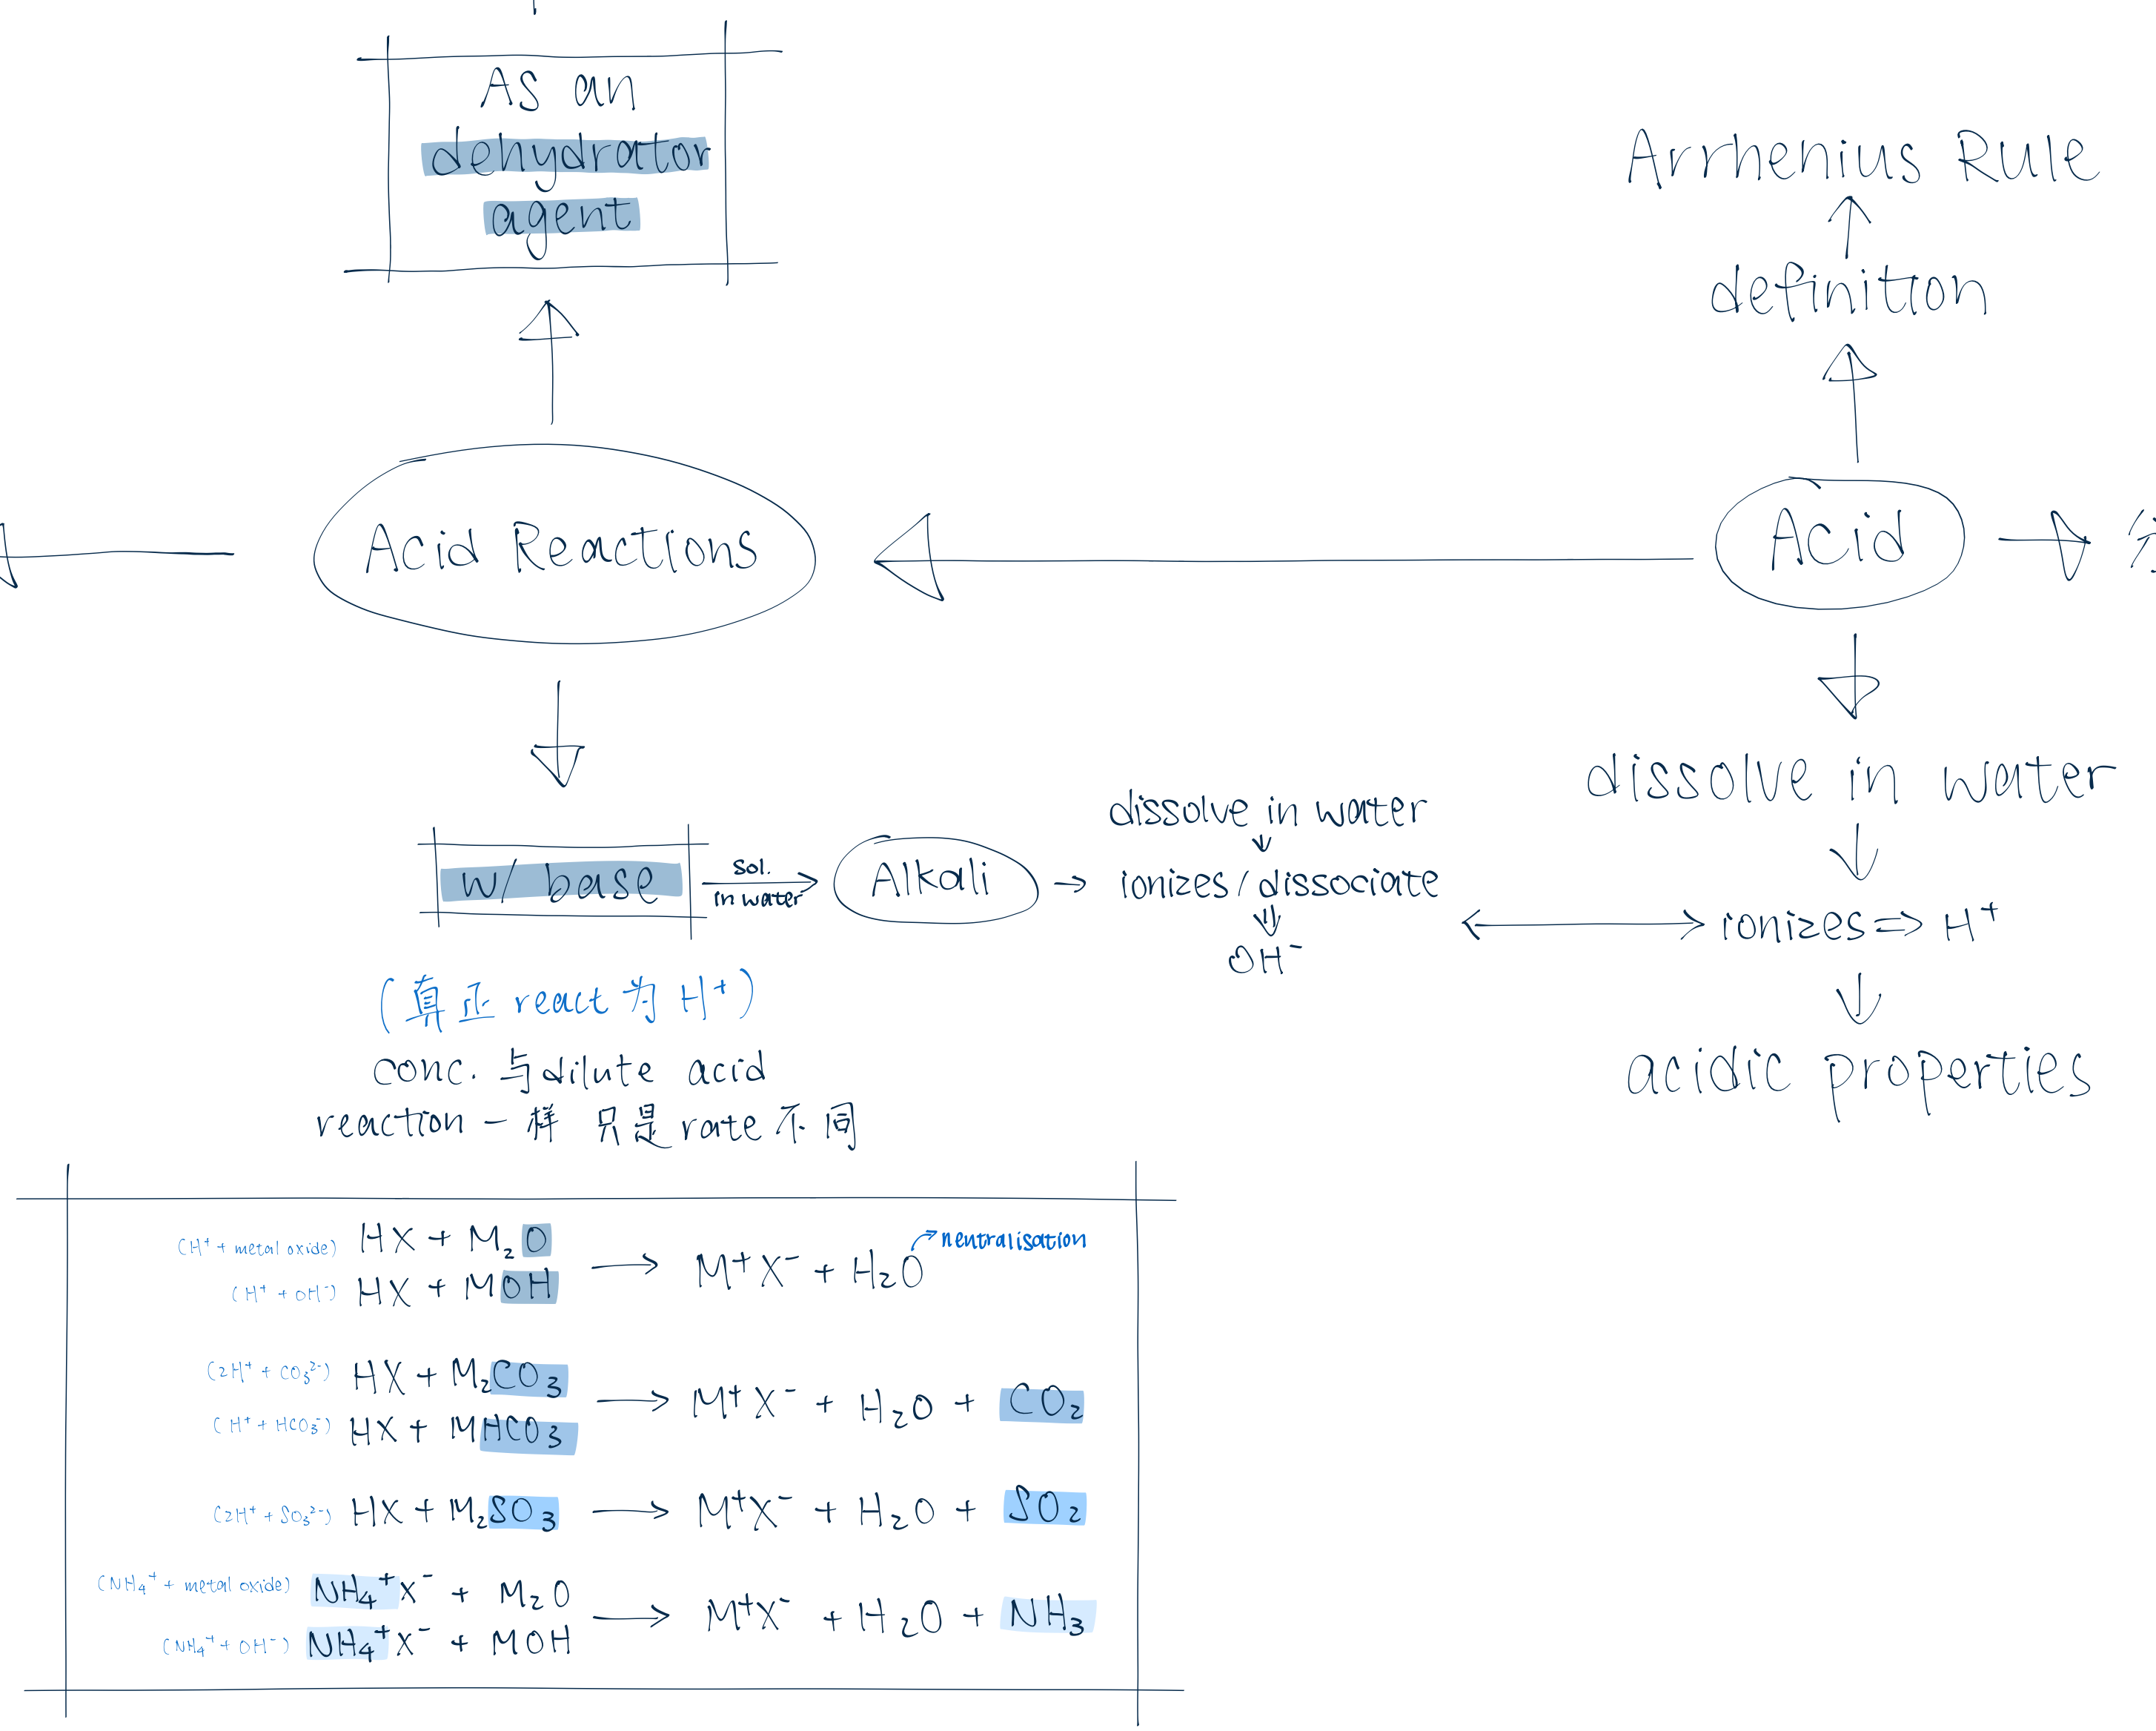 As an
dehydrator
agent
Arrhenius Rule
definiton
Acid Reactions
Acid
dissolve in water
ionizes => H⁺
acidic properties
w/ base
sol.
in water
Alkali
→
dissolve in water
ionizes / dissociate
OH⁻
(真正 react 为 H⁺)
conc. 与 dilute acid
reaction 一样 只是 rate 不同
(H⁺ + metal oxide) HX + M₂O
(H⁺ + OH⁻) HX + MOH
→ M⁺X⁻ + H₂O
neutralisation
(2H⁺ + CO₃²⁻) HX + M₂CO₃
(H⁺ + HCO₃⁻) HX + MHCO₃
→ M⁺X⁻ + H₂O + CO₂
(2H⁺ + SO₃²⁻) HX + M₂SO₃ → M⁺X⁻ + H₂O + SO₂
(NH₄⁺ + metal oxide) NH₄⁺X⁻ + M₂O
(NH₄⁺ + OH⁻) NH₄⁺X⁻ + MOH
→ M⁺X⁻ + H₂O + NH₃